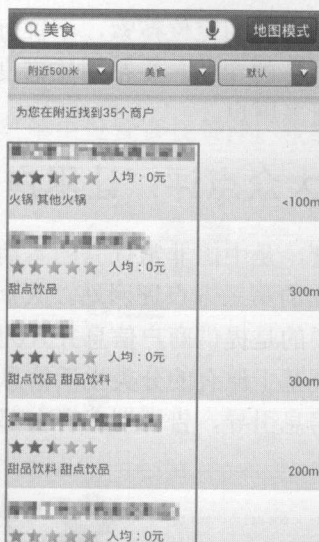 美食 地图模式
附近500米 美食 默认
为您在附近找到35个商户
人均：0元
火锅 其他火锅 <100m
人均：0元
甜点饮品 300m
人均：0元
甜点饮品 甜品饮料 300m
甜品饮料 甜点饮品 200m
人均：0元